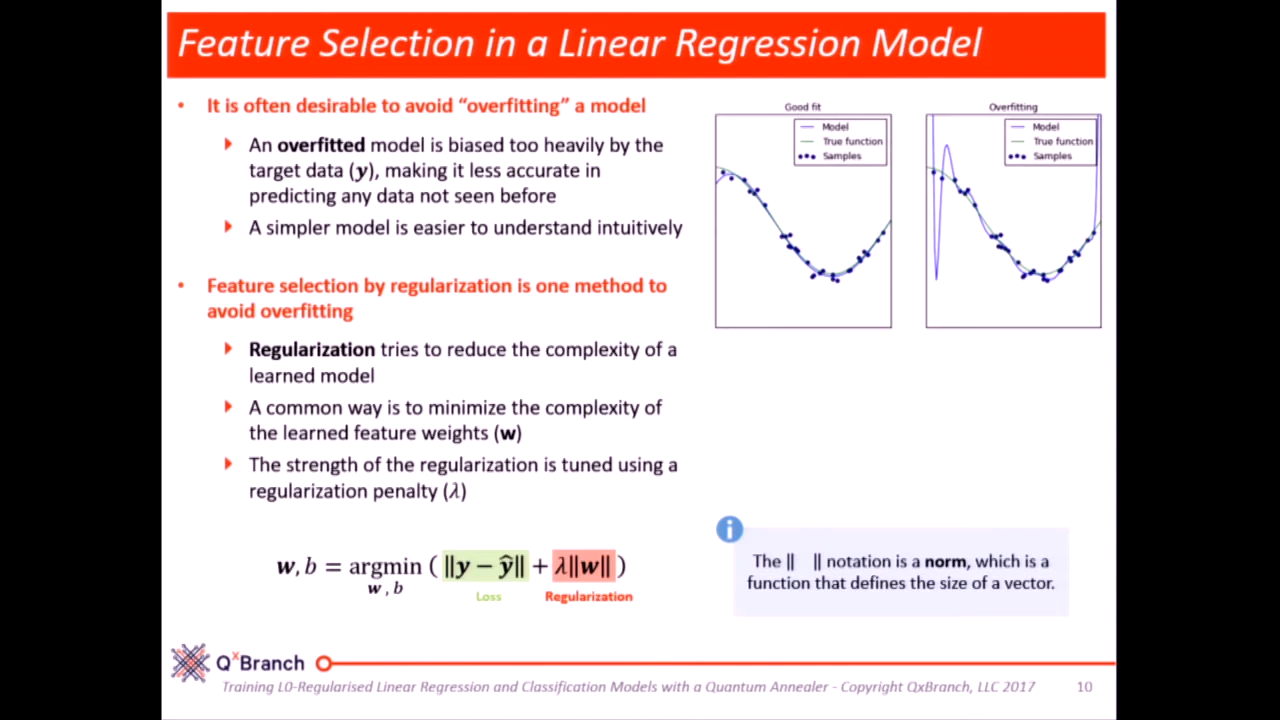 Feature Selection in a Linear Regression Model
• It is often desirable to avoid “overfitting” a model
An overfitted model is biased too heavily by the
target data (y), making it less accurate in
predicting any data not seen before
A simpler model is easier to understand intuitively
• Feature selection by regularization is one method to
avoid overfitting
Regularization tries to reduce the complexity of a
learned model
A common way is to minimize the complexity of
the learned feature weights (w)
The strength of the regularization is tuned using a
regularization penalty (λ)
w, b = argmin ( ‖y − ŷ‖ + λ‖w‖ )
w , b
Loss
Regularization
Good fit
Model
True function
Samples
Overfitting
Model
True function
Samples
i
The ‖ ‖ notation is a norm, which is a
function that defines the size of a vector.
QxBranch
Training L0-Regularised Linear Regression and Classification Models with a Quantum Annealer - Copyright QxBranch, LLC 2017
10